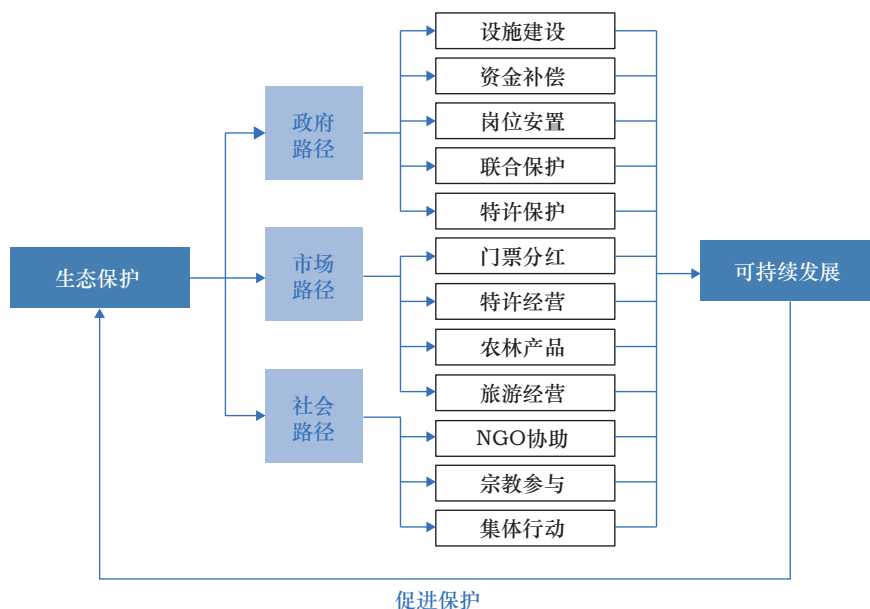 生态保护
政府
路径
市场
路径
社会
路径
设施建设
资金补偿
岗位安置
联合保护
特许保护
门票分红
特许经营
农林产品
旅游经营
NGO协助
宗教参与
集体行动
可持续发展
促进保护